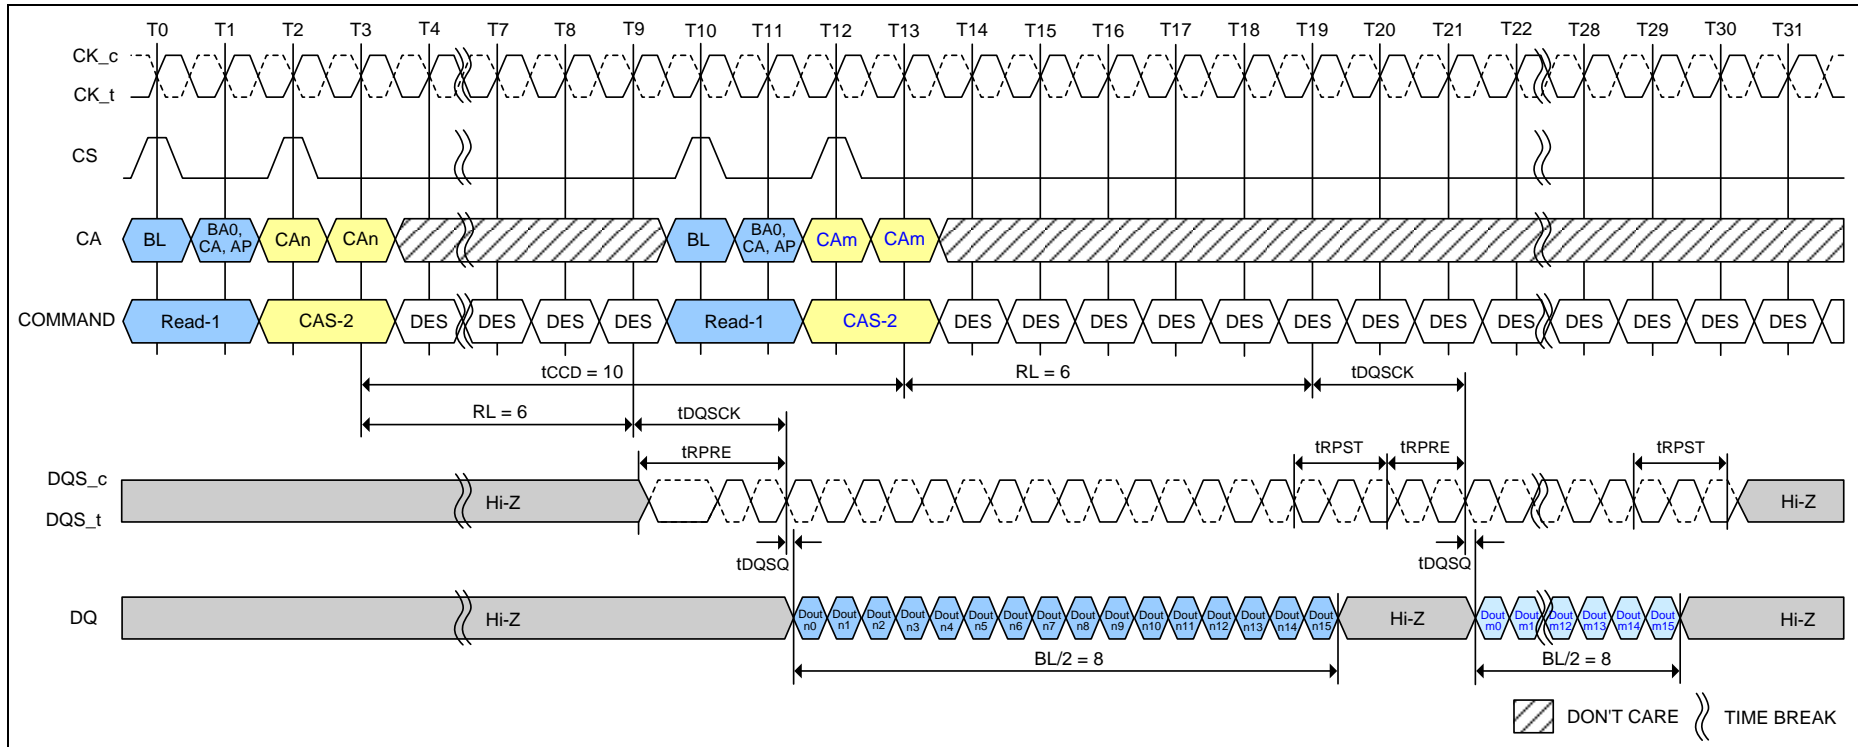 T0 T1 T2 T3 T4 T7 T8 T9 T10 T11 T12 T13 T14 T15 T16 T17 T18 T19 T20 T21 T22 T28 T29 T30 T31
CK_c
CK_t
CS
CA BL BA0, CA, AP CAn CAn BL BA0, CA, AP CAm CAm
COMMAND Read-1 CAS-2 DES DES DES DES Read-1 CAS-2 DES DES DES DES DES DES DES DES DES DES DES DES DES
tCCD = 10 RL = 6 tDQSCK
RL = 6 tDQSCK
tRPRE tRPST tRPRE tRPST
DQS_c
Hi-Z Hi-Z
DQS_t
tDQSQ tDQSQ
DQ Hi-Z Dout n0 Dout n1 Dout n2 Dout n3 Dout n4 Dout n5 Dout n6 Dout n7 Dout n8 Dout n9 Dout n10 Dout n11 Dout n12 Dout n13 Dout n14 Dout n15 Hi-Z Dout m0 Dout m1 Dout m12 Dout m13 Dout m14 Dout m15 Hi-Z
BL/2 = 8 BL/2 = 8
DON'T CARE TIME BREAK